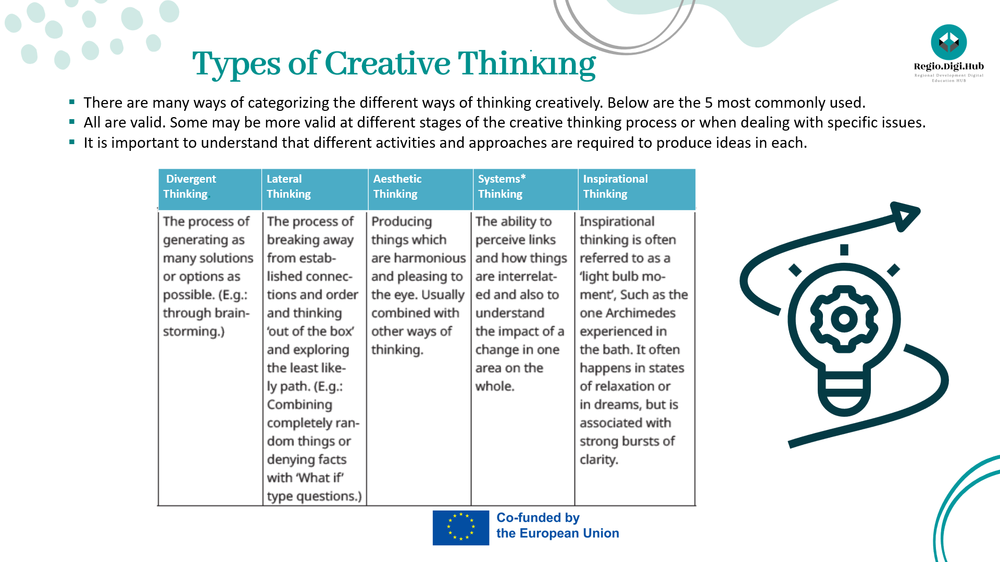 Types of Creative Thinking
Regio.Digi.Hub
Regional Development Digital
Education HUB
There are many ways of categorizing the different ways of thinking creatively. Below are the 5 most commonly used.
All are valid. Some may be more valid at different stages of the creative thinking process or when dealing with specific issues.
It is important to understand that different activities and approaches are required to produce ideas in each.
Divergent
Thinking.
The process of
generating as
many solutions
or options as
possible. (E.g.:
through brain-
storming.)
Lateral
Thinking
The process of
breaking away
from estab-
lished connec-
tions and order
and thinking
‘out of the box’
and exploring
the least like-
ly path. (E.g.:
Combining
completely ran-
dom things or
denying facts
with ‘What if’
type questions.)
Aesthetic
Thinking
Producing
things which
are harmonious
and pleasing to
the eye. Usually
combined with
other ways of
thinking.
Systems*
Thinking
The ability to
perceive links
and how things
are interrelat-
ed and also to
understand
the impact of a
change in one
area on the
whole.
Inspirational
Thinking
Inspirational
thinking is often
referred to as a
‘light bulb mo-
ment’, Such as the
one Archimedes
experienced in
the bath. It often
happens in states
of relaxation or
in dreams, but is
associated with
strong bursts of
clarity.
Co-funded by
the European Union